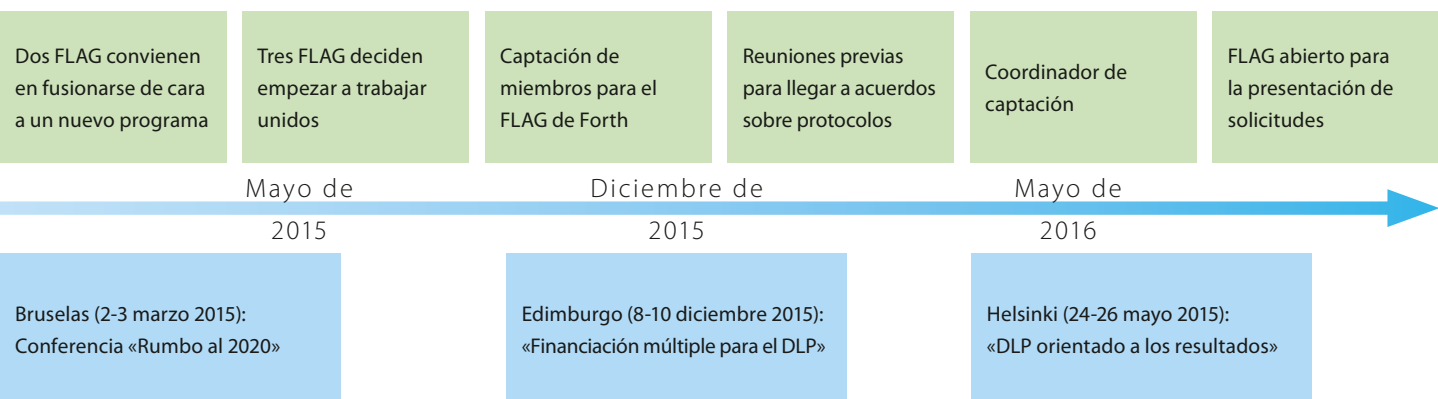 Dos FLAG convienen
en fusionarse de cara
a un nuevo programa
Tres FLAG deciden
empezar a trabajar
unidos
Captación de
miembros para el
FLAG de Forth
Reuniones previas
para llegar a acuerdos
sobre protocolos
Coordinador de
captación
FLAG abierto para
la presentación de
solicitudes
Mayo de
2015
Diciembre de
2015
Mayo de
2016
Bruselas (2-3 marzo 2015):
Conferencia «Rumbo al 2020»
Edimburgo (8-10 diciembre 2015):
«Financiación múltiple para el DLP»
Helsinki (24-26 mayo 2015):
«DLP orientado a los resultados»